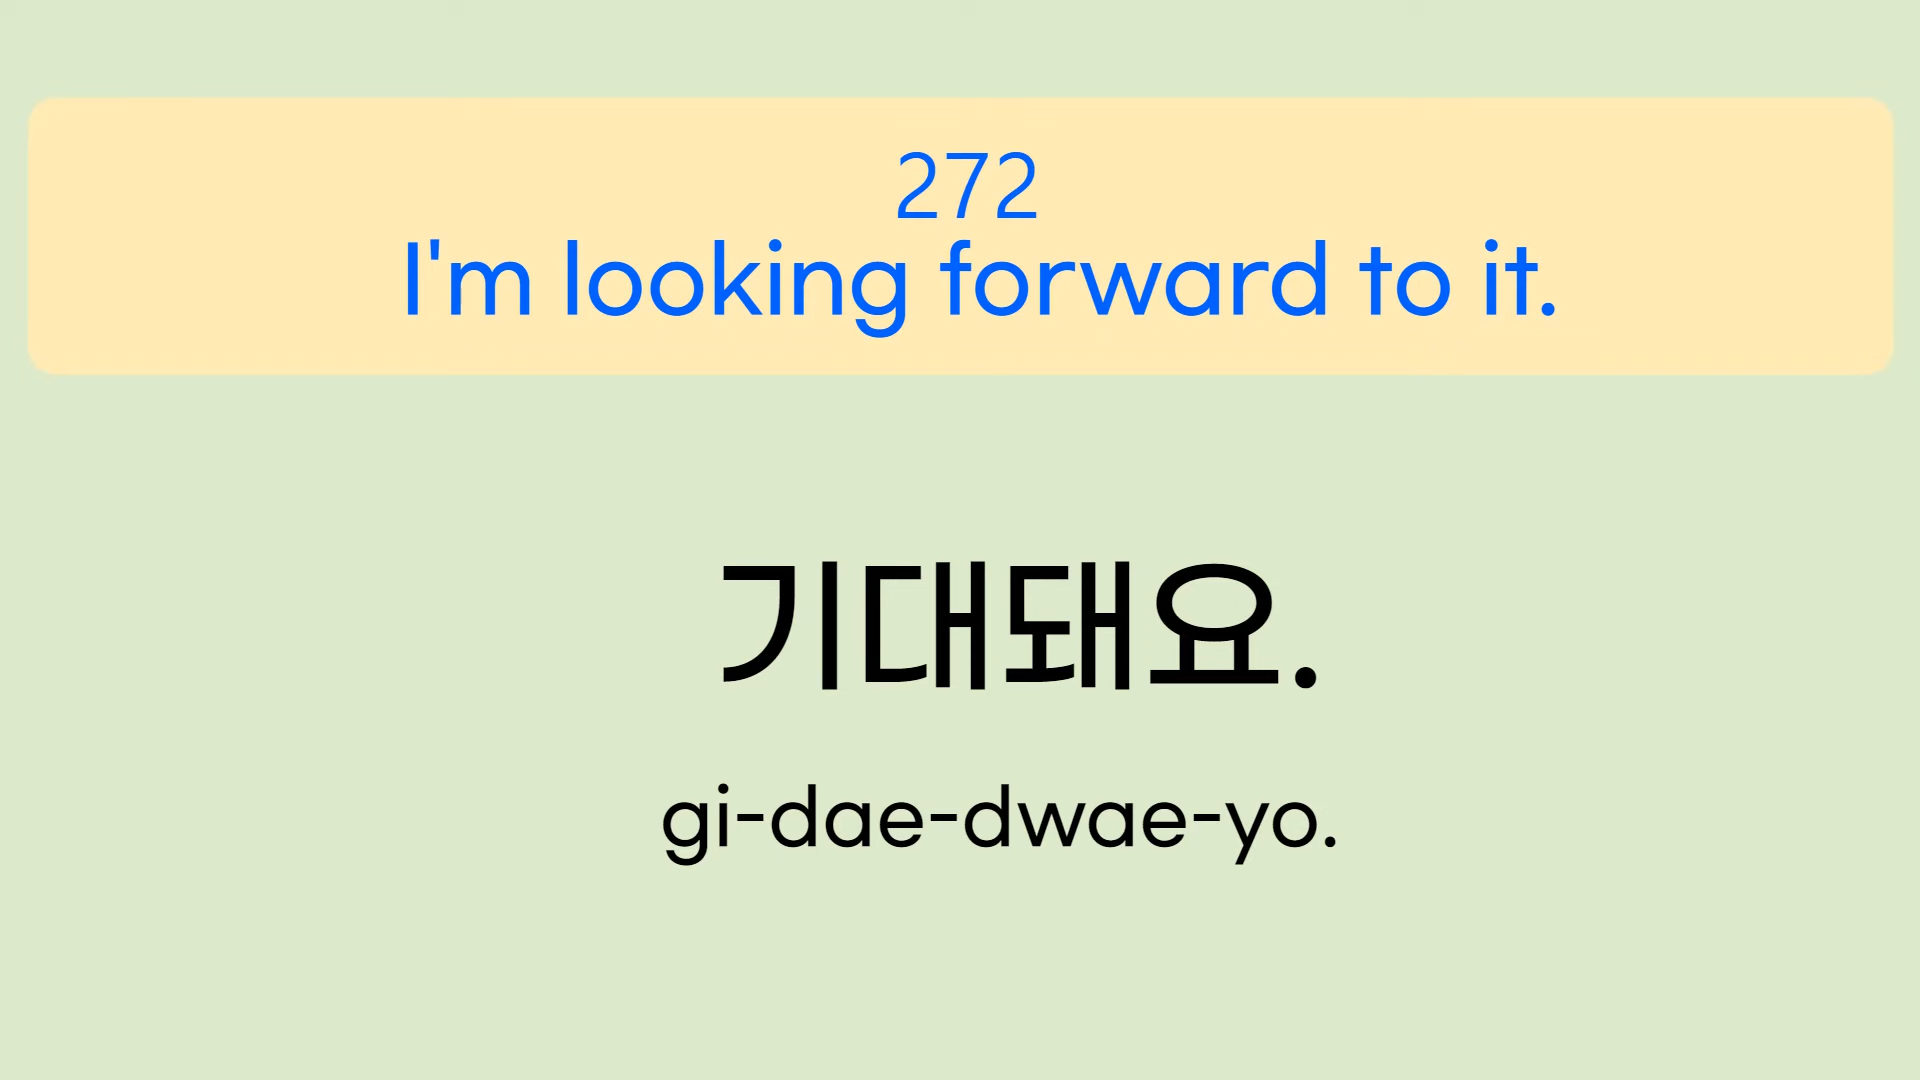 272
I'm looking forward to it.
기대돼요.
gi-dae-dwae-yo.